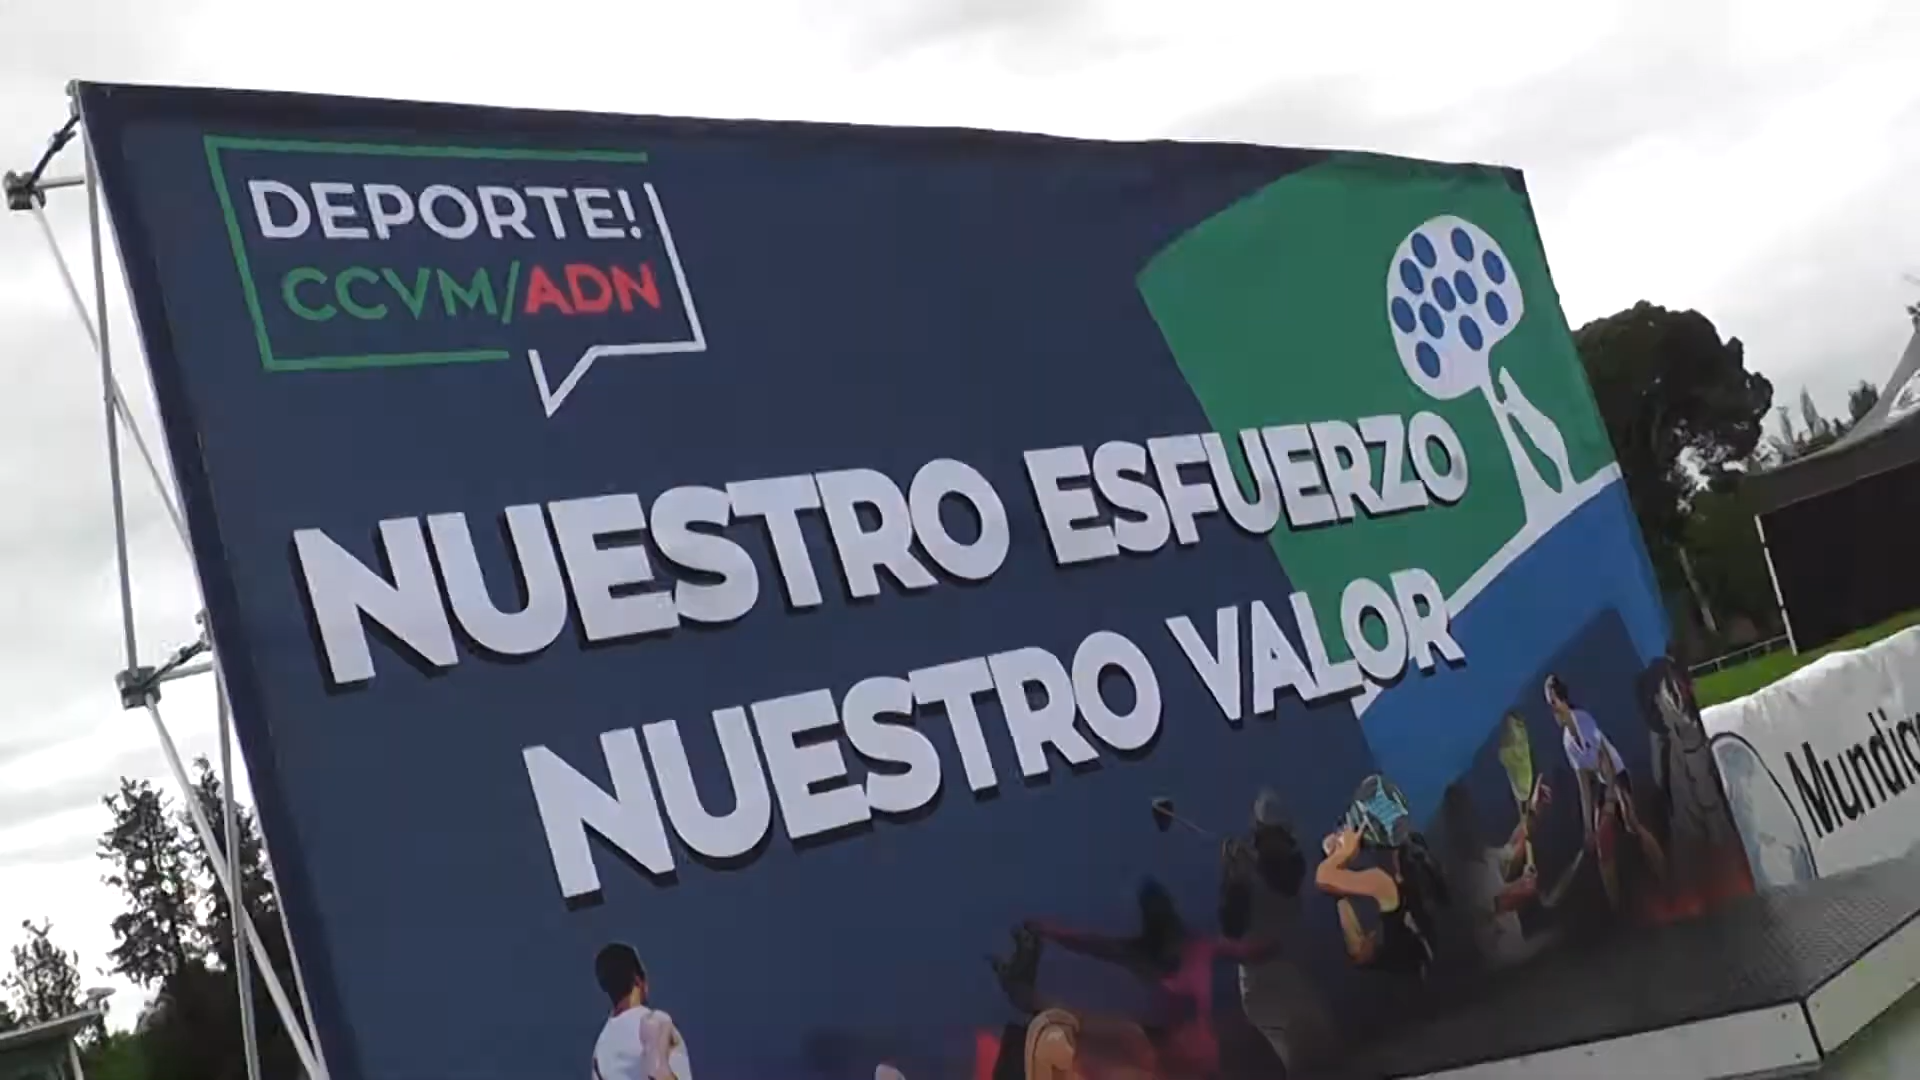 DEPORTE!
CCVM/ADN
NUESTRO ESFUERZO
NUESTRO VALOR